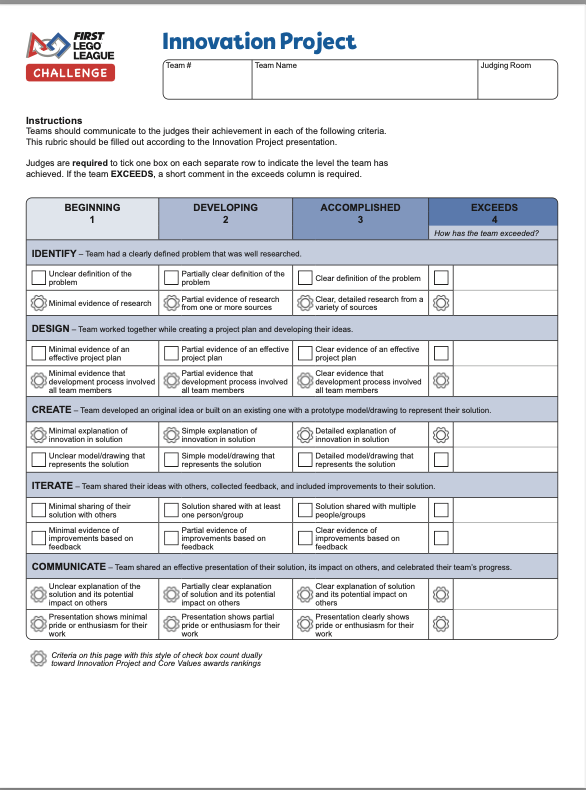 FIRST
LEGO
LEAGUE
CHALLENGE
Innovation Project
Team #
Team Name
Judging Room
Instructions
Teams should communicate to the judges their achievement in each of the following criteria.
This rubric should be filled out according to the Innovation Project presentation.
Judges are required to tick one box on each separate row to indicate the level the team has
achieved. If the team EXCEEDS, a short comment in the exceeds column is required.
BEGINNING
1
DEVELOPING
2
ACCOMPLISHED
3
EXCEEDS
4
How has the team exceeded?
IDENTIFY – Team had a clearly defined problem that was well researched.
Unclear definition of the
problem
Partially clear definition of the
problem
Clear definition of the problem
Minimal evidence of research
Partial evidence of research
from one or more sources
Clear, detailed research from a
variety of sources
DESIGN – Team worked together while creating a project plan and developing their ideas.
Minimal evidence of an
effective project plan
Partial evidence of an effective
project plan
Clear evidence of an effective
project plan
Minimal evidence that
development process involved
all team members
Partial evidence that
development process involved
all team members
Clear evidence that
development process involved
all team members
CREATE – Team developed an original idea or built on an existing one with a prototype model/drawing to represent their solution.
Minimal explanation of
innovation in solution
Simple explanation of
innovation in solution
Detailed explanation of
innovation in solution
Unclear model/drawing that
represents the solution
Simple model/drawing that
represents the solution
Detailed model/drawing that
represents the solution
ITERATE – Team shared their ideas with others, collected feedback, and included improvements to their solution.
Minimal sharing of their
solution with others
Solution shared with at least
one person/group
Solution shared with multiple
people/groups
Minimal evidence of
improvements based on
feedback
Partial evidence of
improvements based on
feedback
Clear evidence of
improvements based on
feedback
COMMUNICATE – Team shared an effective presentation of their solution, its impact on others, and celebrated their team's progress.
Unclear explanation of the
solution and its potential
impact on others
Partially clear explanation
of solution and its potential
impact on others
Clear explanation of solution
and its potential impact on
others
Presentation shows minimal
pride or enthusiasm for their
work
Presentation shows partial
pride or enthusiasm for their
work
Presentation clearly shows
pride or enthusiasm for their
work
Criteria on this page with this style of check box count dually
toward Innovation Project and Core Values awards rankings